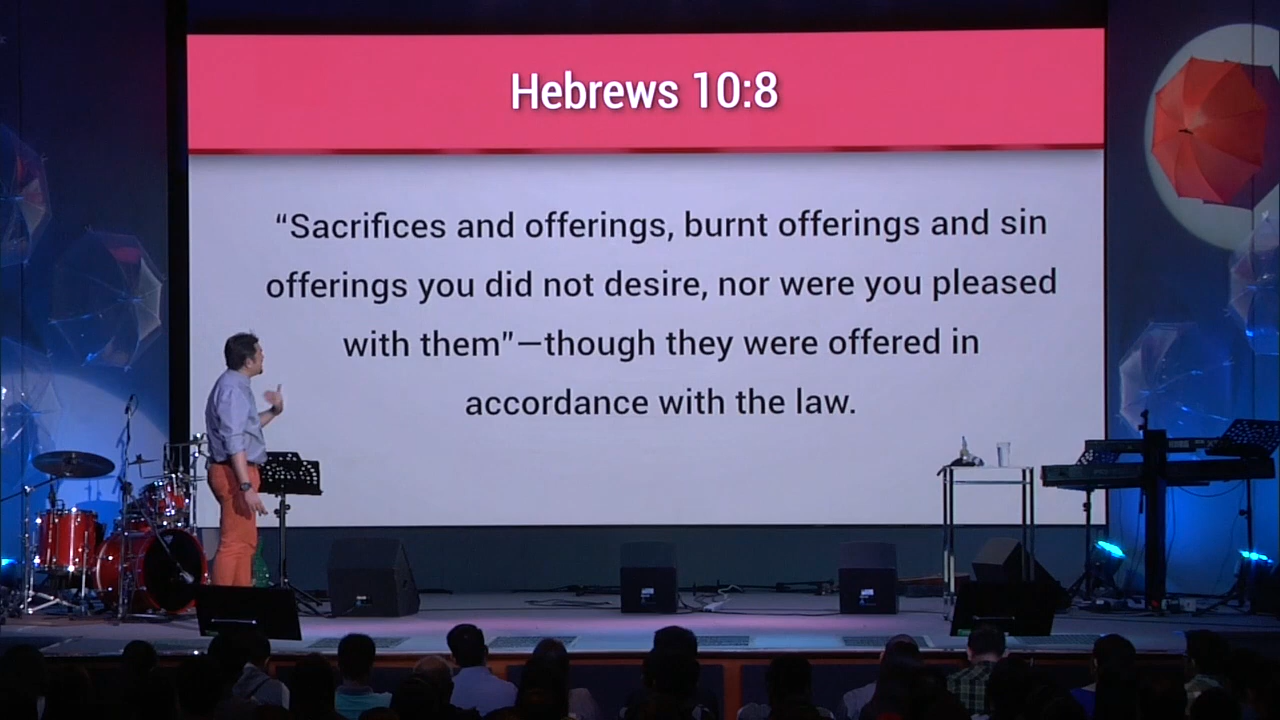 Hebrews 10:8
“Sacrifices and offerings, burnt offerings and sin
offerings you did not desire, nor were you pleased
with them”—though they were offered in
accordance with the law.